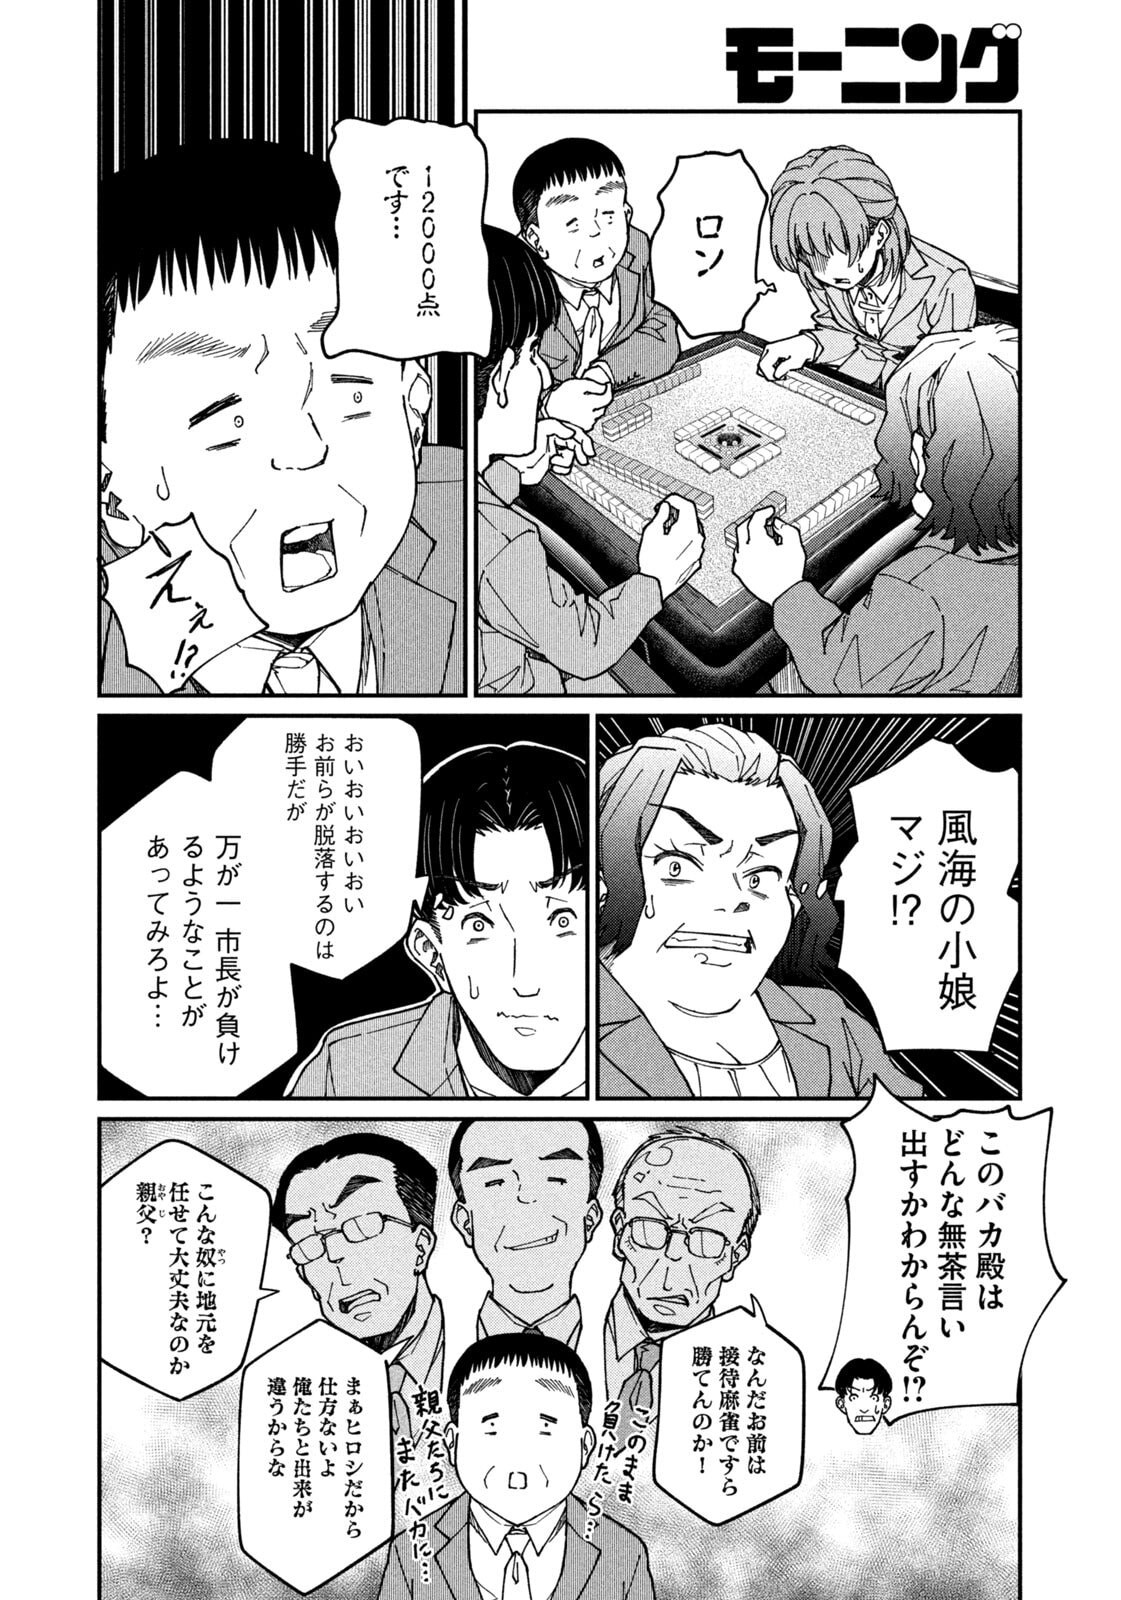 モーニング
ロン
12000点
です…
えぇ!?
風海の小娘
マジ!?
おいおいおいおい
お前らが脱落するのは
勝手だが
万が一 市長が負け
るようなことが
あってみろよ…
このバカ殿は
どんな無茶言い
出すかわからんぞ!?
なんだお前は
接待麻雀ですら
勝てんのか!
このまま
負けたら…
親父たちに
またバカに…
まぁヒロシだから
仕方ないよ
俺たちと出来が
違うからな
こんな奴に地元を
任せて大丈夫なのか
親父?
やつ
おやじ